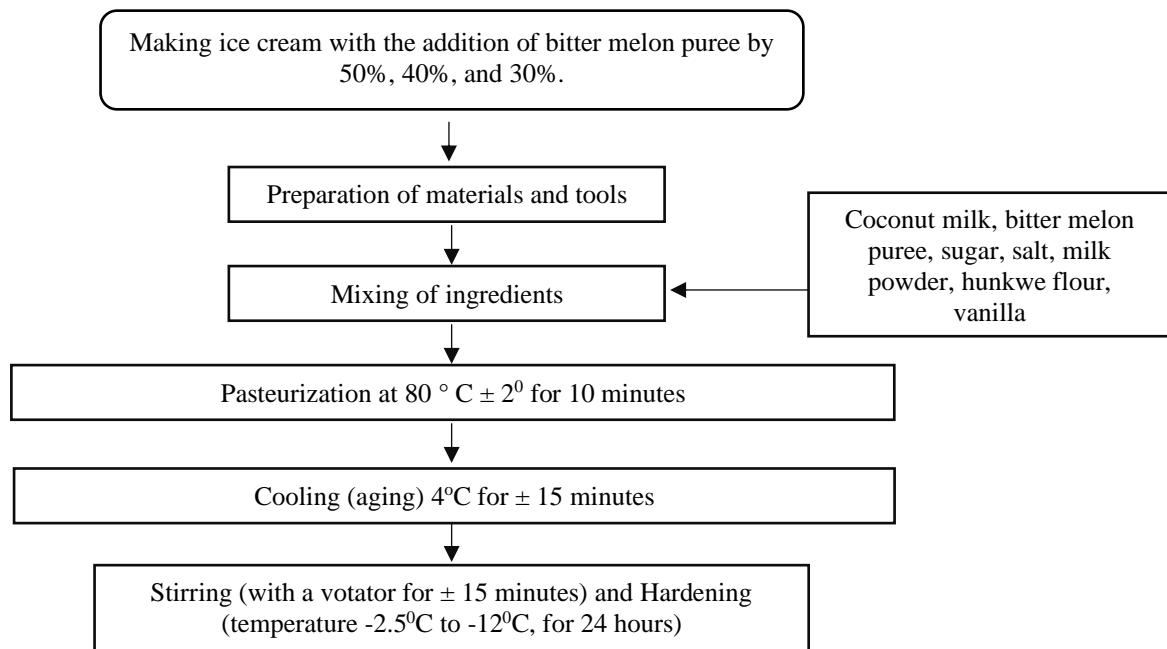 Making ice cream with the addition of bitter melon puree by
50%, 40%, and 30%.
Preparation of materials and tools
Coconut milk, bitter melon
puree, sugar, salt, milk
powder, hunkwe flour,
vanilla
Mixing of ingredients
Pasteurization at 80 ° C ± 2⁰ for 10 minutes
Cooling (aging) 4°C for ± 15 minutes
Stirring (with a votator for ± 15 minutes) and Hardening
(temperature -2.5⁰C to -12⁰C, for 24 hours)